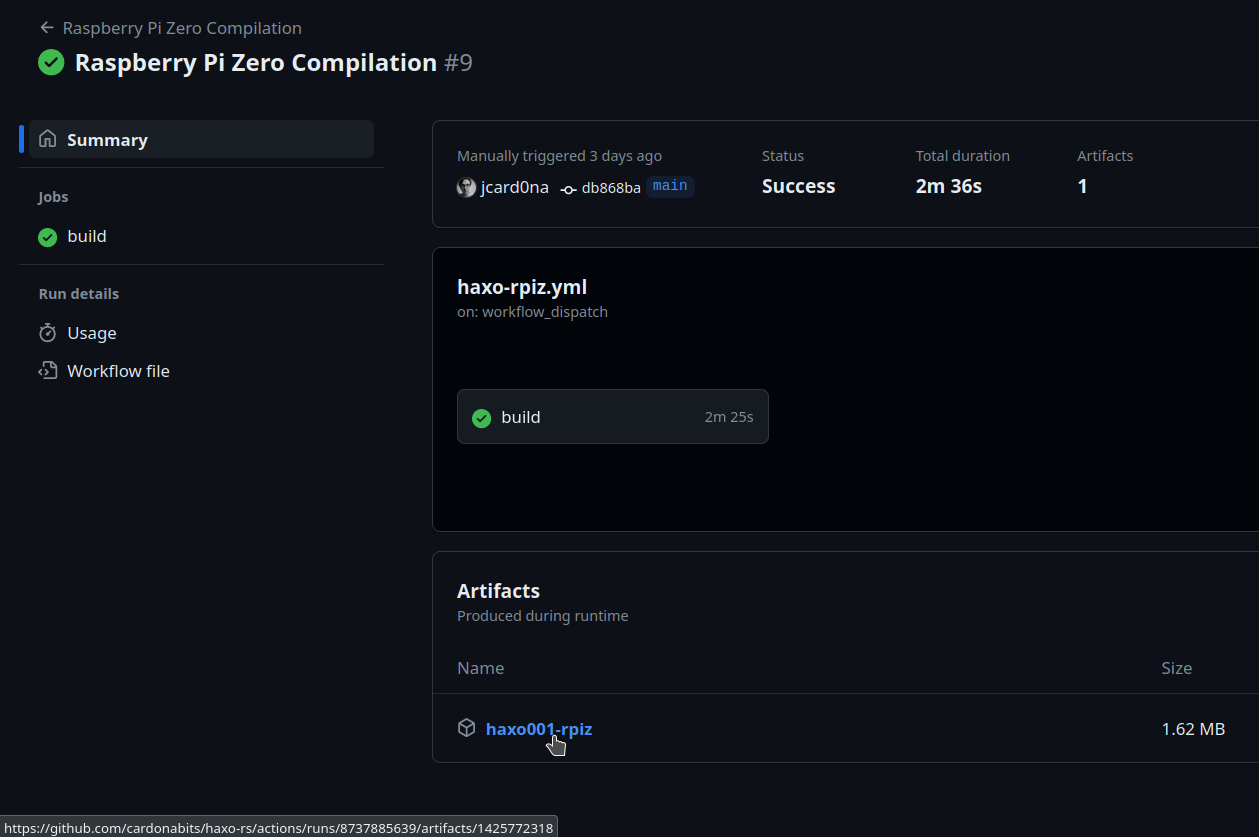 Raspberry Pi Zero Compilation
Raspberry Pi Zero Compilation #9
Summary
Jobs
build
Run details
Usage
Workflow file
Manually triggered 3 days ago
jcard0na db868ba main
Status
Success
Total duration
2m 36s
Artifacts
1
haxo-rpiz.yml
on: workflow_dispatch
build 2m 25s
Artifacts
Produced during runtime
Name Size
haxo001-rpiz 1.62 MB
https://github.com/cardonabits/haxo-rs/actions/runs/8737885639/artifacts/1425772318